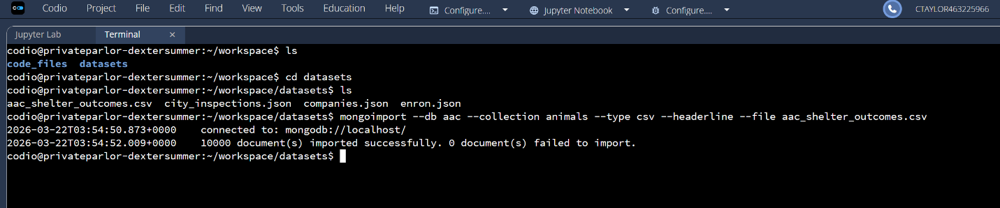 Codio Project File Edit Find View Tools Education Help Configure.... Jupyter Notebook Configure.... CTAYLOR463225966
Jupyter Lab Terminal ×
codio@privateparlor-dextersummer:~/workspace$ ls
code_files datasets
codio@privateparlor-dextersummer:~/workspace$ cd datasets
codio@privateparlor-dextersummer:~/workspace/datasets$ ls
aac_shelter_outcomes.csv city_inspections.json companies.json enron.json
codio@privateparlor-dextersummer:~/workspace/datasets$ mongoimport --db aac --collection animals --type csv --headerline --file aac_shelter_outcomes.csv
2026-03-22T03:54:50.873+0000 connected to: mongodb://localhost/
2026-03-22T03:54:52.009+0000 10000 document(s) imported successfully. 0 document(s) failed to import.
codio@privateparlor-dextersummer:~/workspace/datasets$